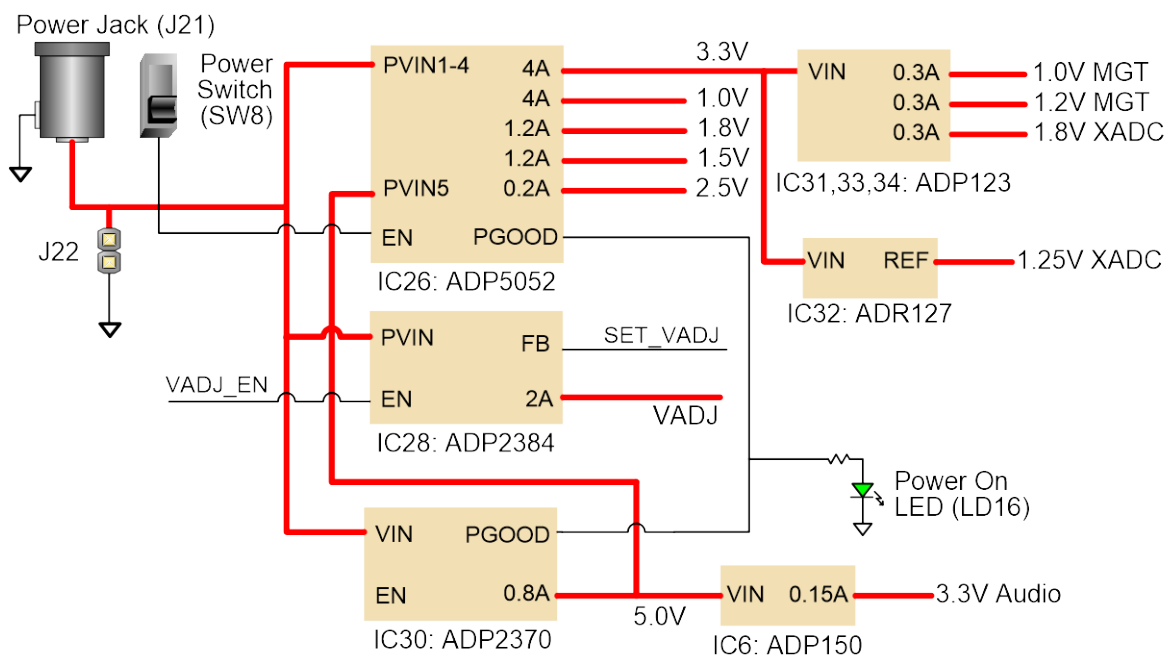 Power Jack (J21)
Power
Switch
(SW8)
J22
PVIN1-4
PVIN5
EN
4A
4A
1.2A
1.2A
0.2A
PGOOD
IC26: ADP5052
3.3V
1.0V
1.8V
1.5V
2.5V
VIN
0.3A
0.3A
0.3A
IC31,33,34: ADP123
1.0V MGT
1.2V MGT
1.8V XADC
VIN
REF
IC32: ADR127
1.25V XADC
PVIN
EN
FB
2A
IC28: ADP2384
VADJ_EN
SET_VADJ
VADJ
Power On
LED (LD16)
VIN
EN
PGOOD
0.8A
IC30: ADP2370
5.0V
VIN
0.15A
IC6: ADP150
3.3V Audio